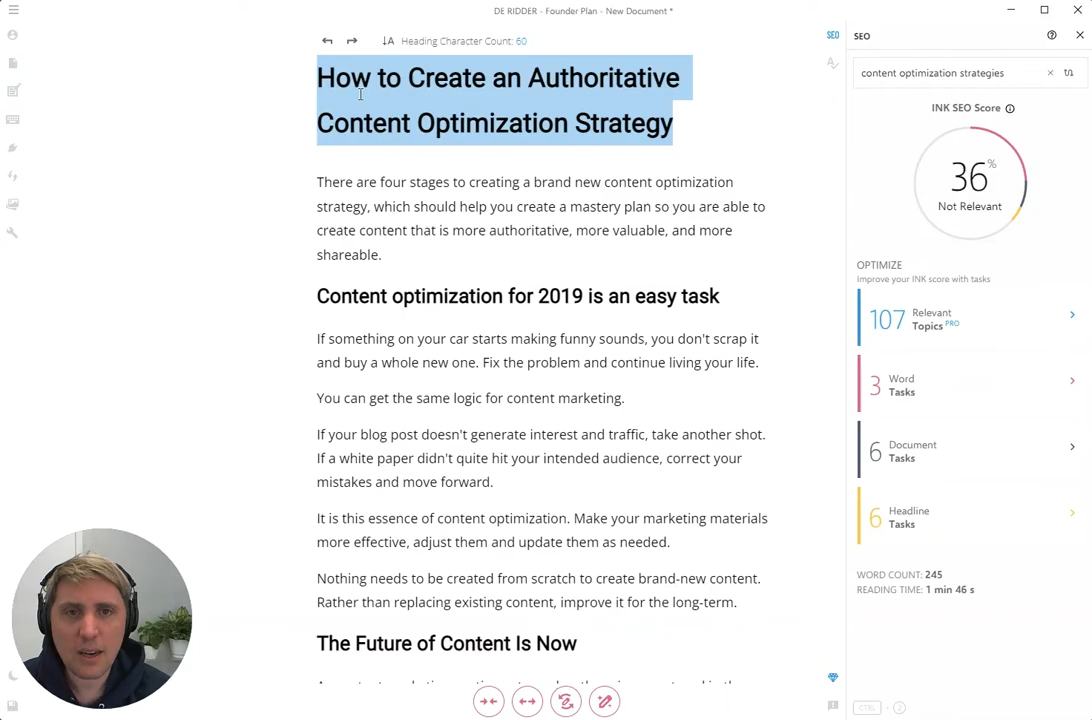 DE RIDDER - Founder Plan - New Document *
Heading Character Count: 60
How to Create an Authoritative
Content Optimization Strategy
There are four stages to creating a brand new content optimization
strategy, which should help you create a mastery plan so you are able to
create content that is more authoritative, more valuable, and more
shareable.
Content optimization for 2019 is an easy task
If something on your car starts making funny sounds, you don't scrap it
and buy a whole new one. Fix the problem and continue living your life.
You can get the same logic for content marketing.
If your blog post doesn't generate interest and traffic, take another shot.
If a white paper didn't quite hit your intended audience, correct your
mistakes and move forward.
It is this essence of content optimization. Make your marketing materials
more effective, adjust them and update them as needed.
Nothing needs to be created from scratch to create brand-new content.
Rather than replacing existing content, improve it for the long-term.
The Future of Content Is Now
SEO
SEO
content optimization strategies
INK SEO Score
36%
Not Relevant
OPTIMIZE
Improve your INK score with tasks
107 Relevant
Topics PRO
3 Word
Tasks
6 Document
Tasks
6 Headline
Tasks
WORD COUNT: 245
READING TIME: 1 min 46 s
CTRL + 2